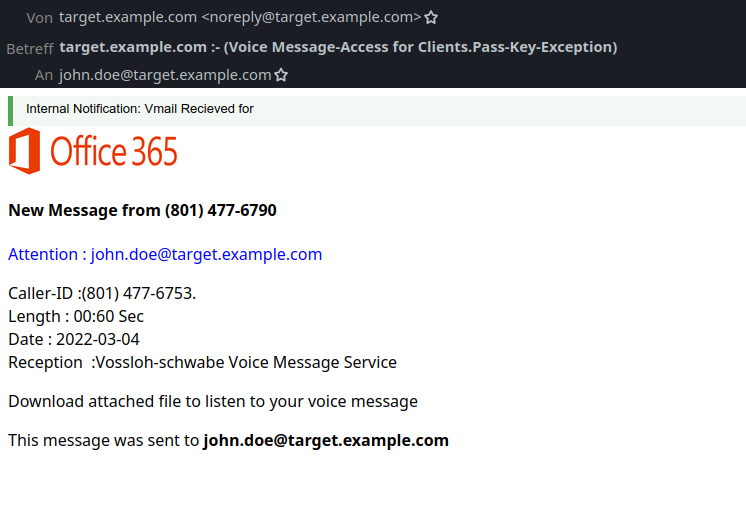 Von target.example.com <noreply@target.example.com>
Betreff target.example.com :- (Voice Message-Access for Clients.Pass-Key-Exception)
An john.doe@target.example.com
Internal Notification: Vmail Recieved for
Office 365
New Message from (801) 477-6790
Attention : john.doe@target.example.com
Caller-ID :(801) 477-6753.
Length : 00:60 Sec
Date : 2022-03-04
Reception  :Vossloh-schwabe Voice Message Service
Download attached file to listen to your voice message
This message was sent to john.doe@target.example.com